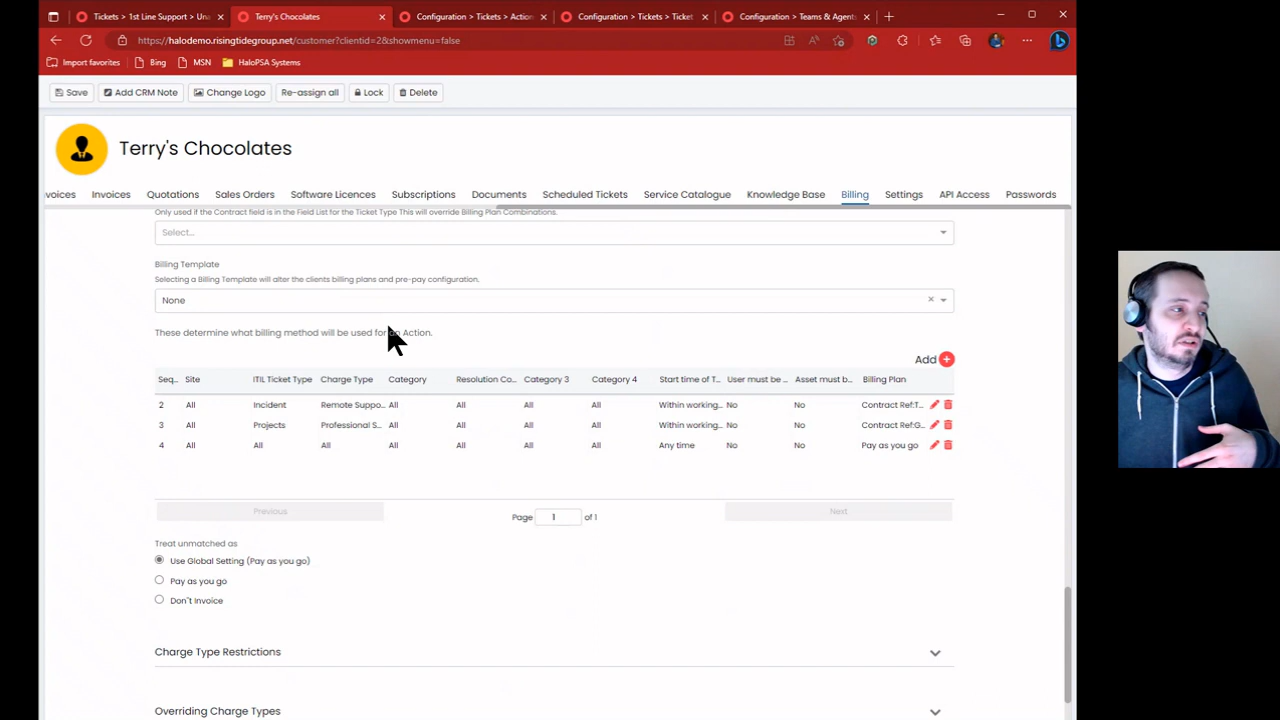 Tickets > 1st Line Support > Una
Terry's Chocolates
Configuration > Tickets > Action
Configuration > Tickets > Ticket
Configuration > Teams & Agents
https://halodemo.risingtidegroup.net/customer?clientid=2&showmenu=false
Import favorites
Bing
MSN
HaloPSA Systems
Save
Add CRM Note
Change Logo
Re-assign all
Lock
Delete
Terry's Chocolates
voices Invoices Quotations Sales Orders Software Licences Subscriptions Documents Scheduled Tickets Service Catalogue Knowledge Base Billing Settings API Access Passwords
Only used if the Contract field is in the Field List for the Ticket Type This will override Billing Plan Combinations.
Select...
Billing Template
Selecting a Billing Template will alter the clients billing plans and pre-pay configuration.
None
These determine what billing method will be used for an Action.
Add
Seq... Site ITIL Ticket Type Charge Type Category Resolution Co... Category 3 Category 4 Start time of T... User must be ... Asset must b... Billing Plan
2 All Incident Remote Suppo... All All All All Within working... No No Contract Ref:T...
3 All Projects Professional S... All All All All Within working... No No Contract Ref:G...
4 All All All All All All All Any time No No Pay as you go
Previous Page 1 of 1 Next
Treat unmatched as
Use Global Setting (Pay as you go)
Pay as you go
Don't Invoice
Charge Type Restrictions
Overriding Charge Types